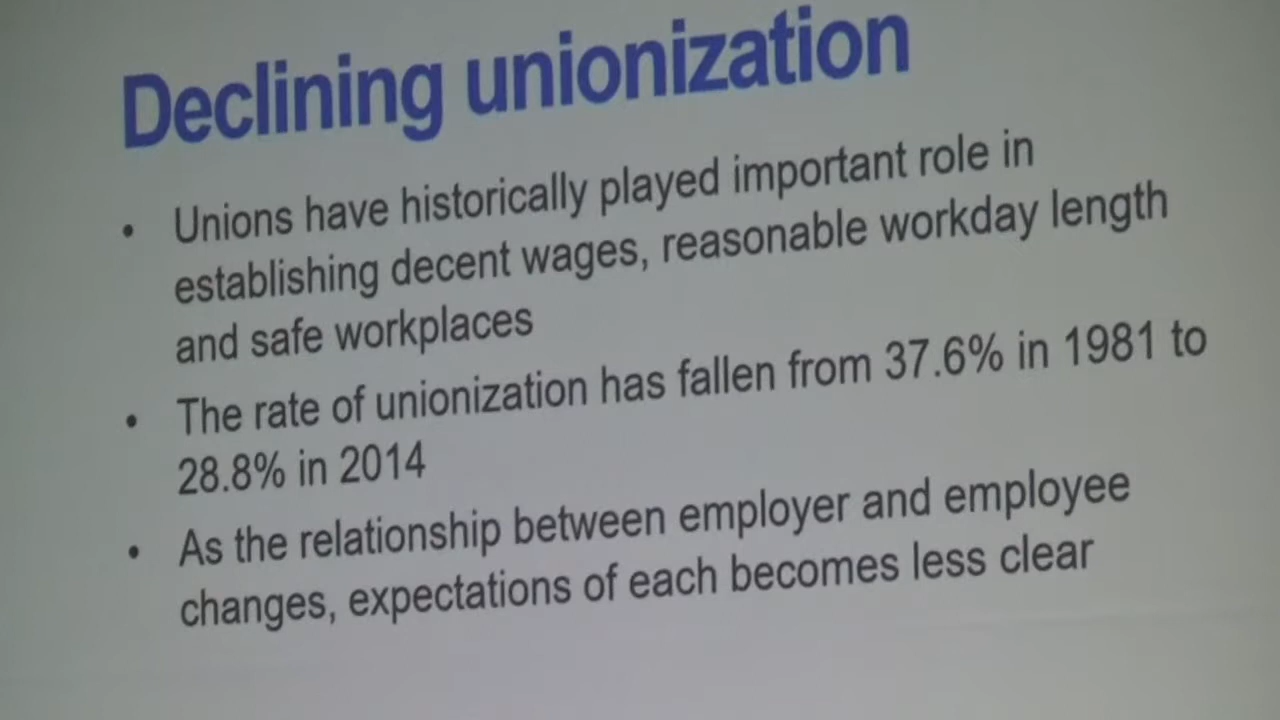 Declining unionization
• Unions have historically played important role in
establishing decent wages, reasonable workday length
and safe workplaces
• The rate of unionization has fallen from 37.6% in 1981 to
28.8% in 2014
• As the relationship between employer and employee
changes, expectations of each becomes less clear